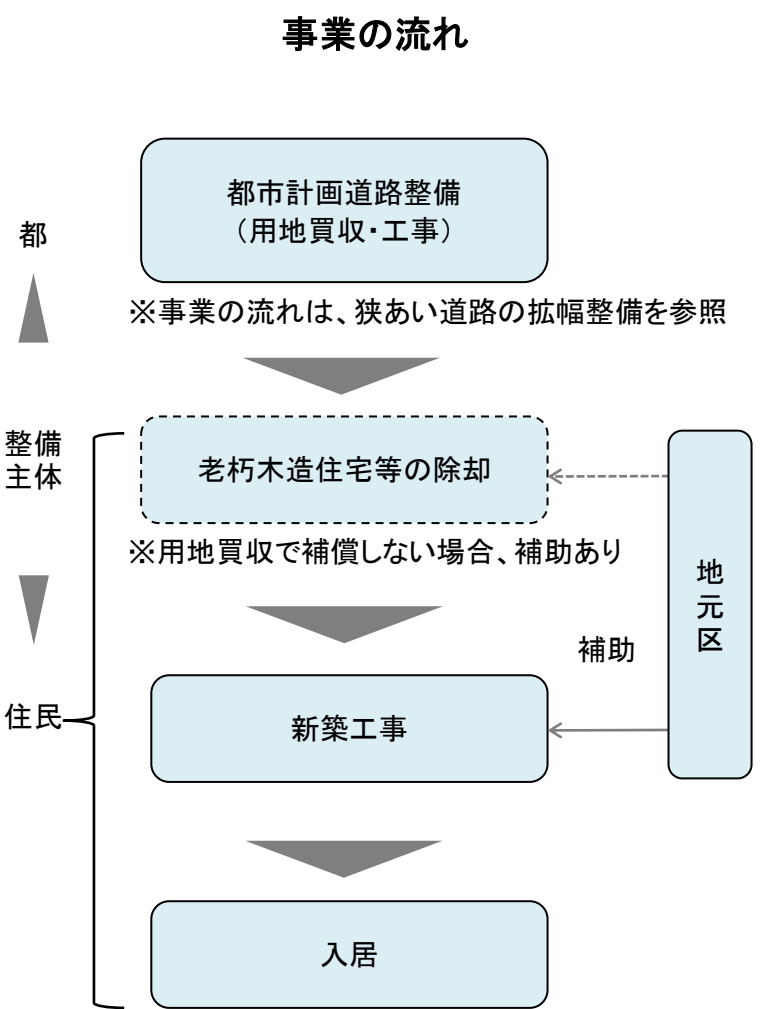 事業の流れ
都市計画道路整備
（用地買収・工事）
都
※事業の流れは、狭あい道路の拡幅整備を参照
整備
主体
老朽木造住宅等の除却
※用地買収で補償しない場合、補助あり
地
元
区
補助
住民
新築工事
入居